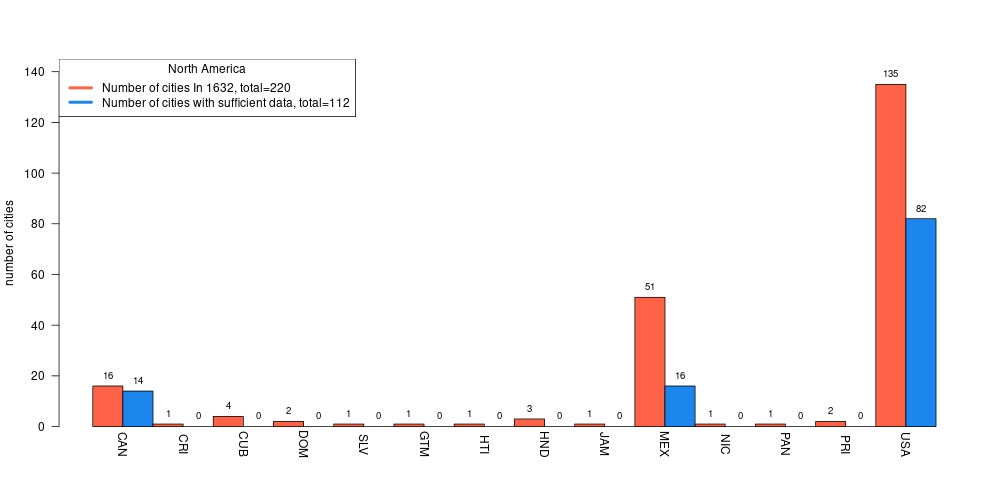 North America
Number of cities In 1632, total=220
Number of cities with sufficient data, total=112
number of cities
140
120
100
80
60
40
20
0
16 14 1 0 4 0 2 0 1 0 1 0 1 0 3 0 1 0 51 16 1 0 1 0 2 0 135 82
CAN CRI CUB DOM SLV GTM HTI HND JAM MEX NIC PAN PRI USA